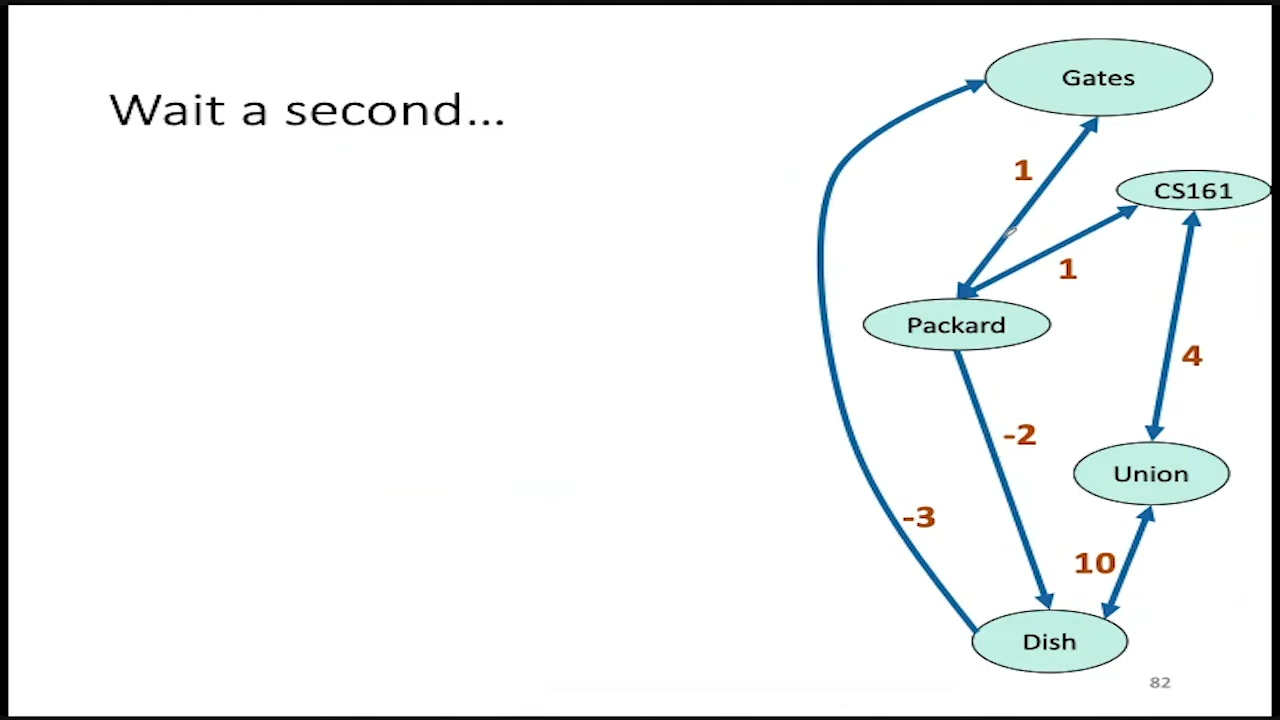 Wait a second...
Gates
1
CS161
1
Packard
4
-2
Union
-3
10
Dish
82